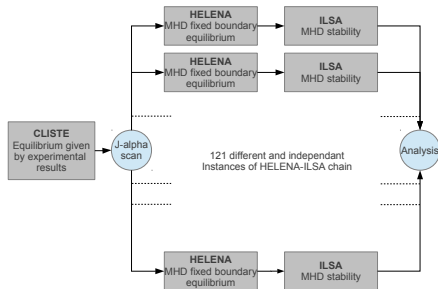 HELENA
MHD fixed boundary
equilibrium
ILSA
MHD stability
HELENA
MHD fixed boundary
equilibrium
ILSA
MHD stability
CLISTE
Equilibrium given
by experimental
results
J-alpha
scan
121 different and independant
Instances of HELENA-ILSA chain
Analysis
HELENA
MHD fixed boundary
equilibrium
ILSA
MHD stability